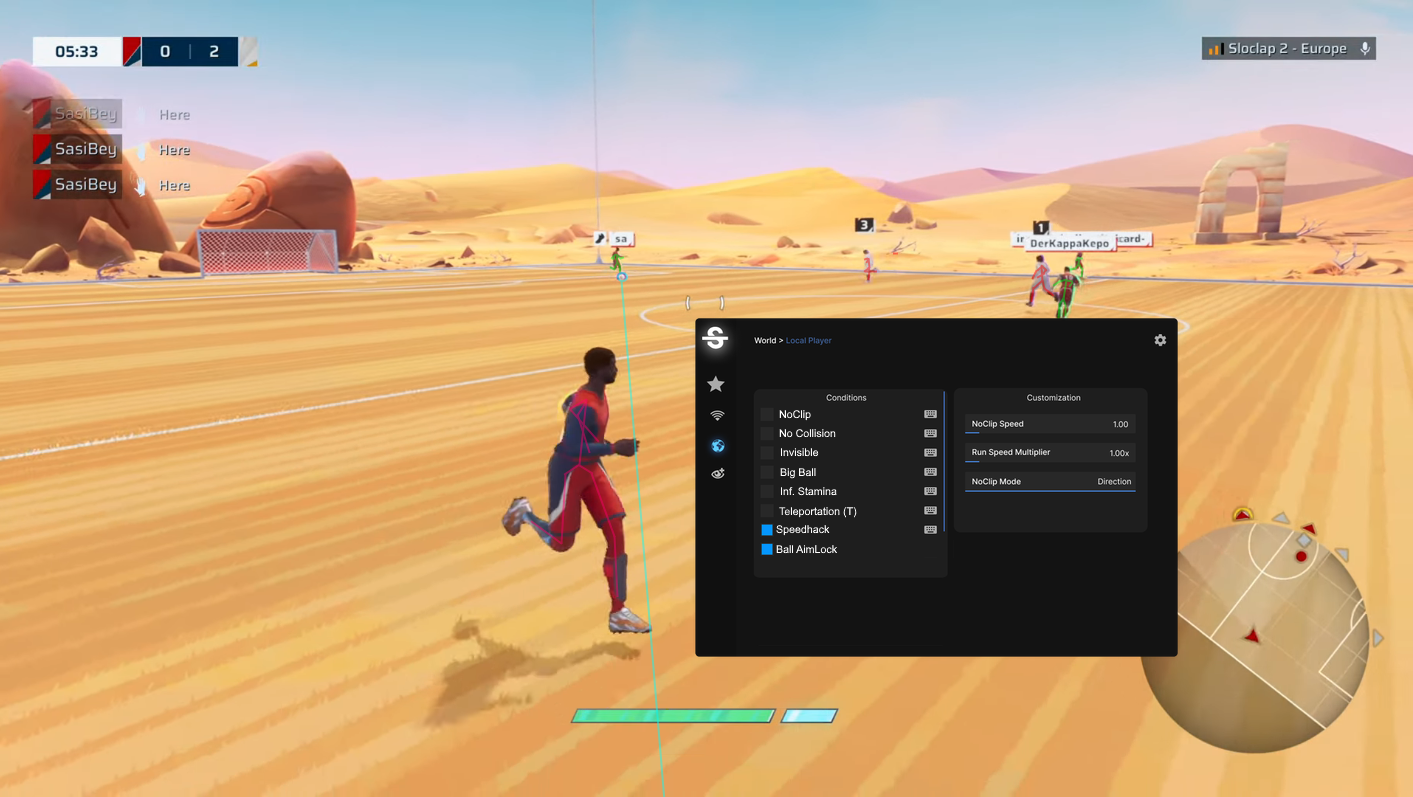 05:33 0 | 2
Sloclap 2 - Europe
SasiBey Here
SasiBey Here
SasiBey Here
sa
3
1
DerKappaKepo
World > Local Player
Conditions
NoClip
No Collision
Invisible
Big Ball
Inf. Stamina
Teleportation (T)
Speedhack
Ball AimLock
Customization
NoClip Speed 1.00
Run Speed Multiplier 1.00x
NoClip Mode Direction